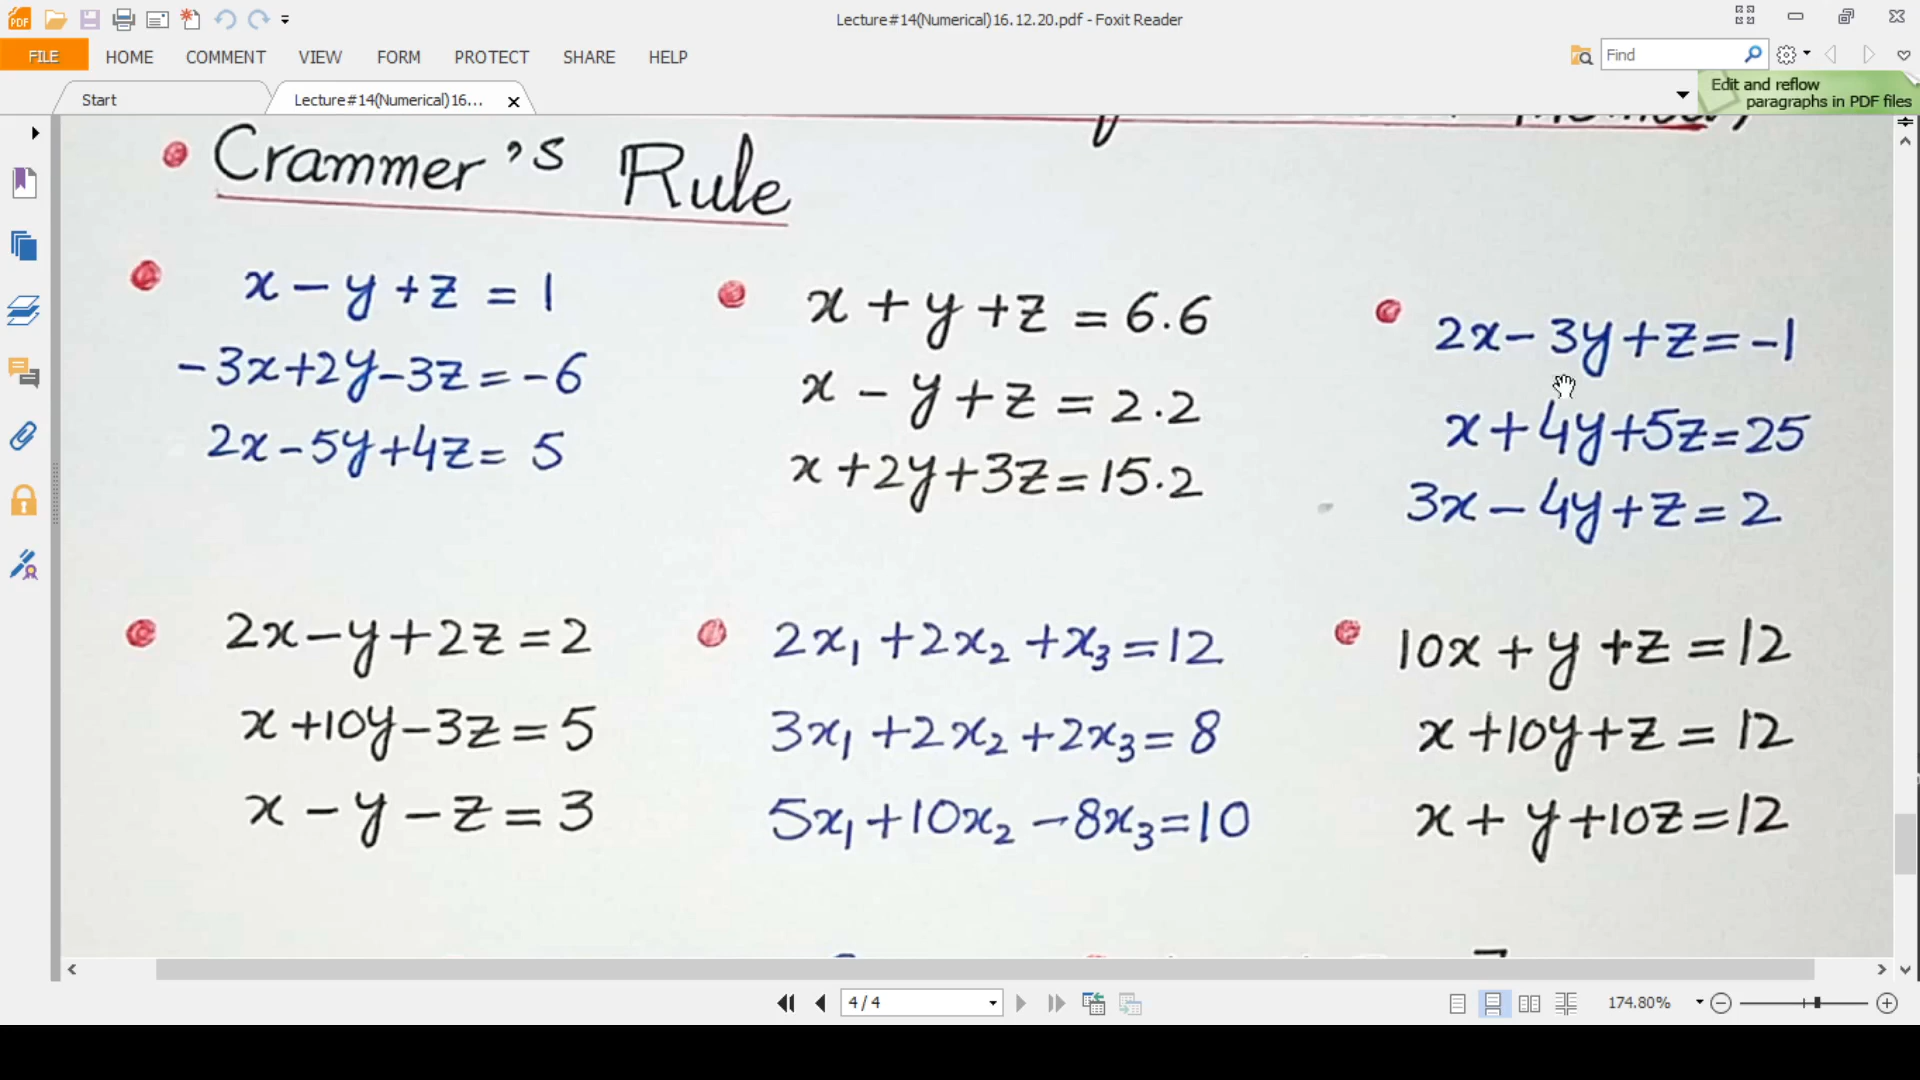 Lecture#14(Numerical)16.12.20.pdf - Foxit Reader
FILE HOME COMMENT VIEW FORM PROTECT SHARE HELP
Find
Start
Lecture#14(Numerical)16...
Edit and reflow
paragraphs in PDF files
Crammer's Rule
x - y + z = 1
-3x+2y-3z = -6
2x-5y+4z = 5
x + y + z = 6.6
x - y + z = 2.2
x + 2y + 3z = 15.2
2x - 3y + z = -1
x + 4y + 5z = 25
3x - 4y + z = 2
2x - y + 2z = 2
x + 10y - 3z = 5
x - y - z = 3
2x₁ + 2x₂ + x₃ = 12
3x₁ + 2x₂ + 2x₃ = 8
5x₁ + 10x₂ - 8x₃ = 10
10x + y + z = 12
x + 10y + z = 12
x + y + 10z = 12
4 / 4
174.80%